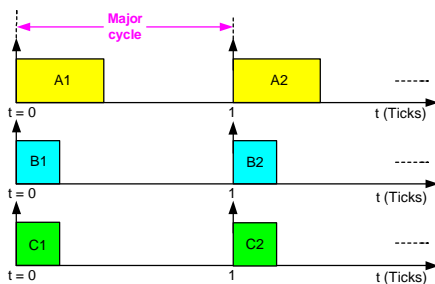 Major
cycle
A1
A2
t = 0
1
t (Ticks)
B1
B2
t = 0
1
t (Ticks)
C1
C2
t = 0
1
t (Ticks)